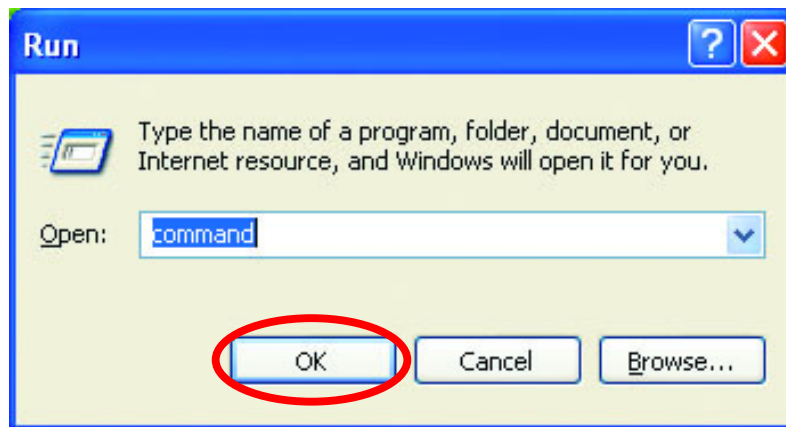 Run
Type the name of a program, folder, document, or
Internet resource, and Windows will open it for you.
Open: command
OK Cancel Browse...